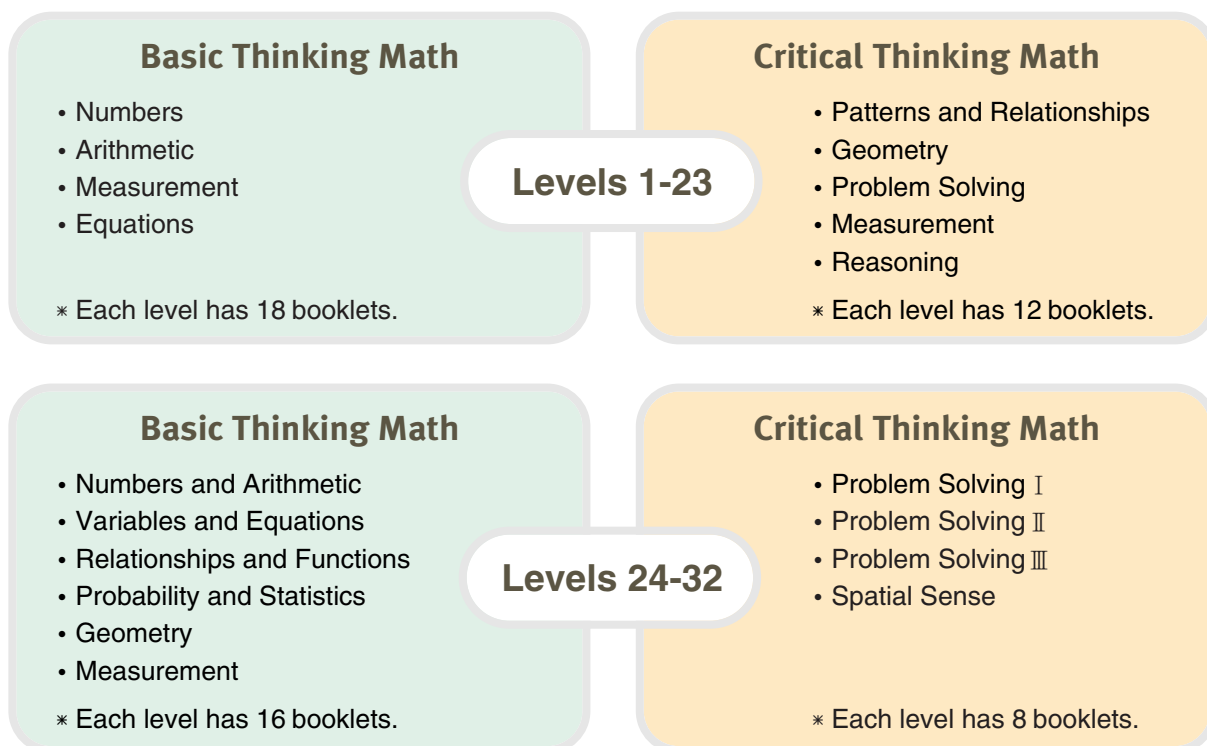 Basic Thinking Math
• Numbers
• Arithmetic
• Measurement
• Equations
* Each level has 18 booklets.
Levels 1-23
Critical Thinking Math
• Patterns and Relationships
• Geometry
• Problem Solving
• Measurement
• Reasoning
* Each level has 12 booklets.
Basic Thinking Math
• Numbers and Arithmetic
• Variables and Equations
• Relationships and Functions
• Probability and Statistics
• Geometry
• Measurement
* Each level has 16 booklets.
Levels 24-32
Critical Thinking Math
• Problem Solving Ⅰ
• Problem Solving Ⅱ
• Problem Solving Ⅲ
• Spatial Sense
* Each level has 8 booklets.